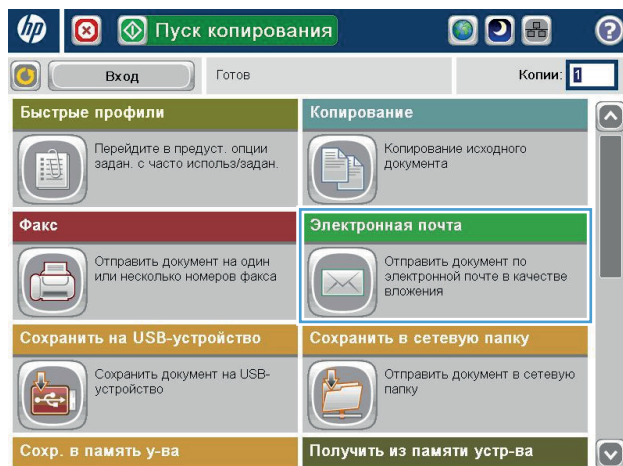 hp
Пуск копирования
?
Вход
Готов
Копии: 1
Быстрые профили
Перейдите в предуст. опции
задан. с часто использ/задан.
Копирование
Копирование исходного
документа
Факс
Отправить документ на один
или несколько номеров факса
Электронная почта
Отправить документ по
электронной почте в качестве
вложения
Сохранить на USB-устройство
Сохранить документ на USB-
устройство
Сохранить в сетевую папку
Отправить документ в сетевую
папку
Сохр. в память у-ва
Получить из памяти устр-ва